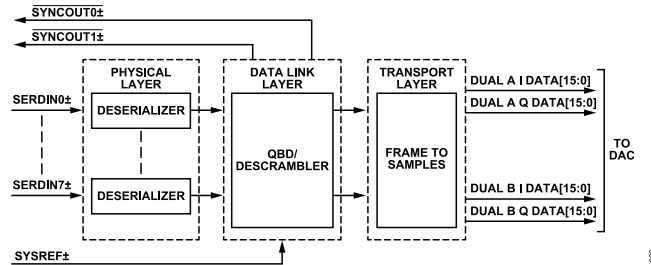 SYNCOUT0±
SYNCOUT1±
PHYSICAL
LAYER
DATA LINK
LAYER
TRANSPORT
LAYER
SERDIN0±
DESERIALIZER
QBD/
DESCRAMBLER
FRAME TO
SAMPLES
DUAL A I DATA[15:0]
DUAL A Q DATA[15:0]
TO
DAC
SERDIN7±
DESERIALIZER
DUAL B I DATA[15:0]
DUAL B Q DATA[15:0]
SYSREF±